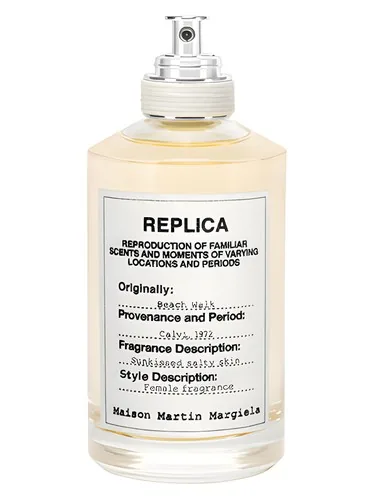 REPLICA
REPRODUCTION OF FAMILIAR
SCENTS AND MOMENTS OF VARYING
LOCATIONS AND PERIODS
Originally:
Beach Walk
Provenance and Period:
Calvi, 1972
Fragrance Description:
Sunkissed salty skin
Style Description:
Female fragrance
Maison Martin Margiela